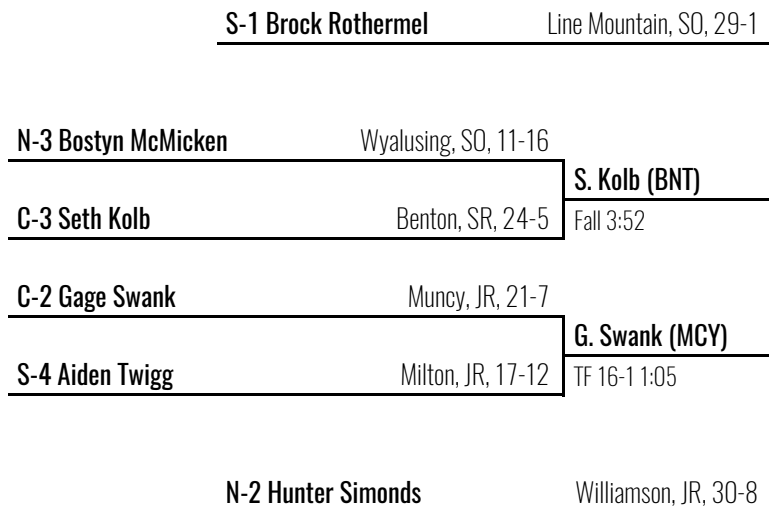 S-1 Brock Rothermel Line Mountain, SO, 29-1
N-3 Bostyn McMicken Wyalusing, SO, 11-16
S. Kolb (BNT)
C-3 Seth Kolb Benton, SR, 24-5 Fall 3:52
C-2 Gage Swank Muncy, JR, 21-7
G. Swank (MCY)
S-4 Aiden Twigg Milton, JR, 17-12 TF 16-1 1:05
N-2 Hunter Simonds Williamson, JR, 30-8